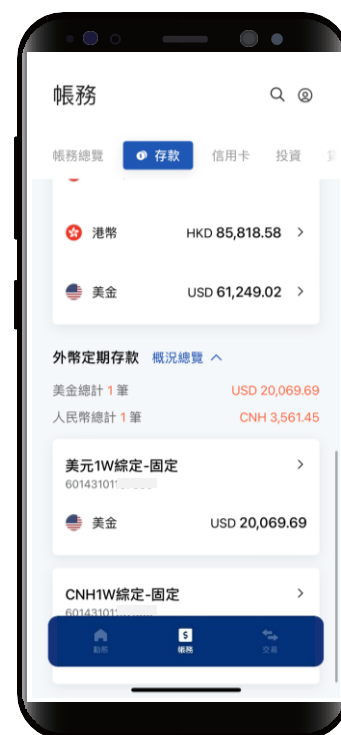 帳務
帳務總覽 存款 信用卡 投資
港幣 HKD 85,818.58
美金 USD 61,249.02
外幣定期存款 概況總覽
美金總計 1 筆 USD 20,069.69
人民幣總計 1 筆 CNH 3,561.45
美元1W綜定-固定
60143101
美金 USD 20,069.69
CNH1W綜定-固定
60143101
動態 帳務 交易